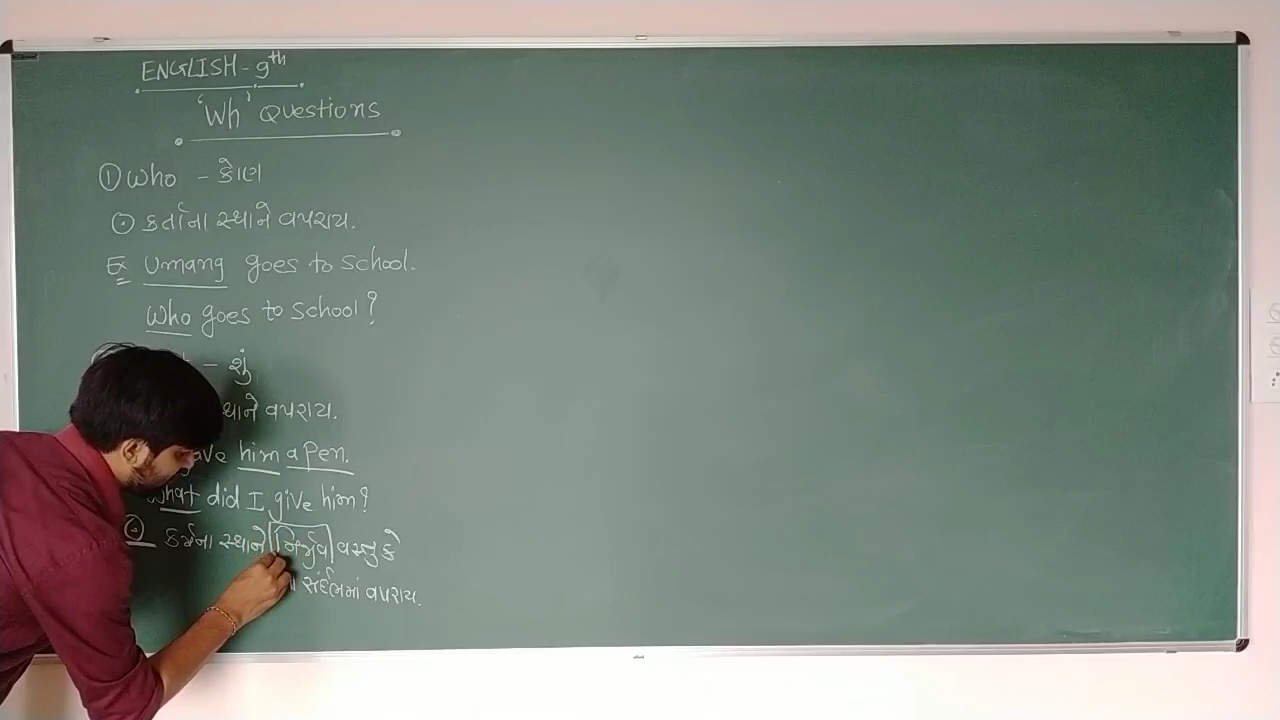 ENGLISH - 9th
'Wh' Questions
① Who - કોણ
⊙ કર્તાના સ્થાને વપરાય.
Ex Umang goes to school.
Who goes to school?
- શું
સ્થાને વપરાય.
gave him a pen.
What did I give him?
⊙ કર્મના સ્થાને નિર્જીવ વસ્તુ કે
સંદર્ભમાં વપરાય.